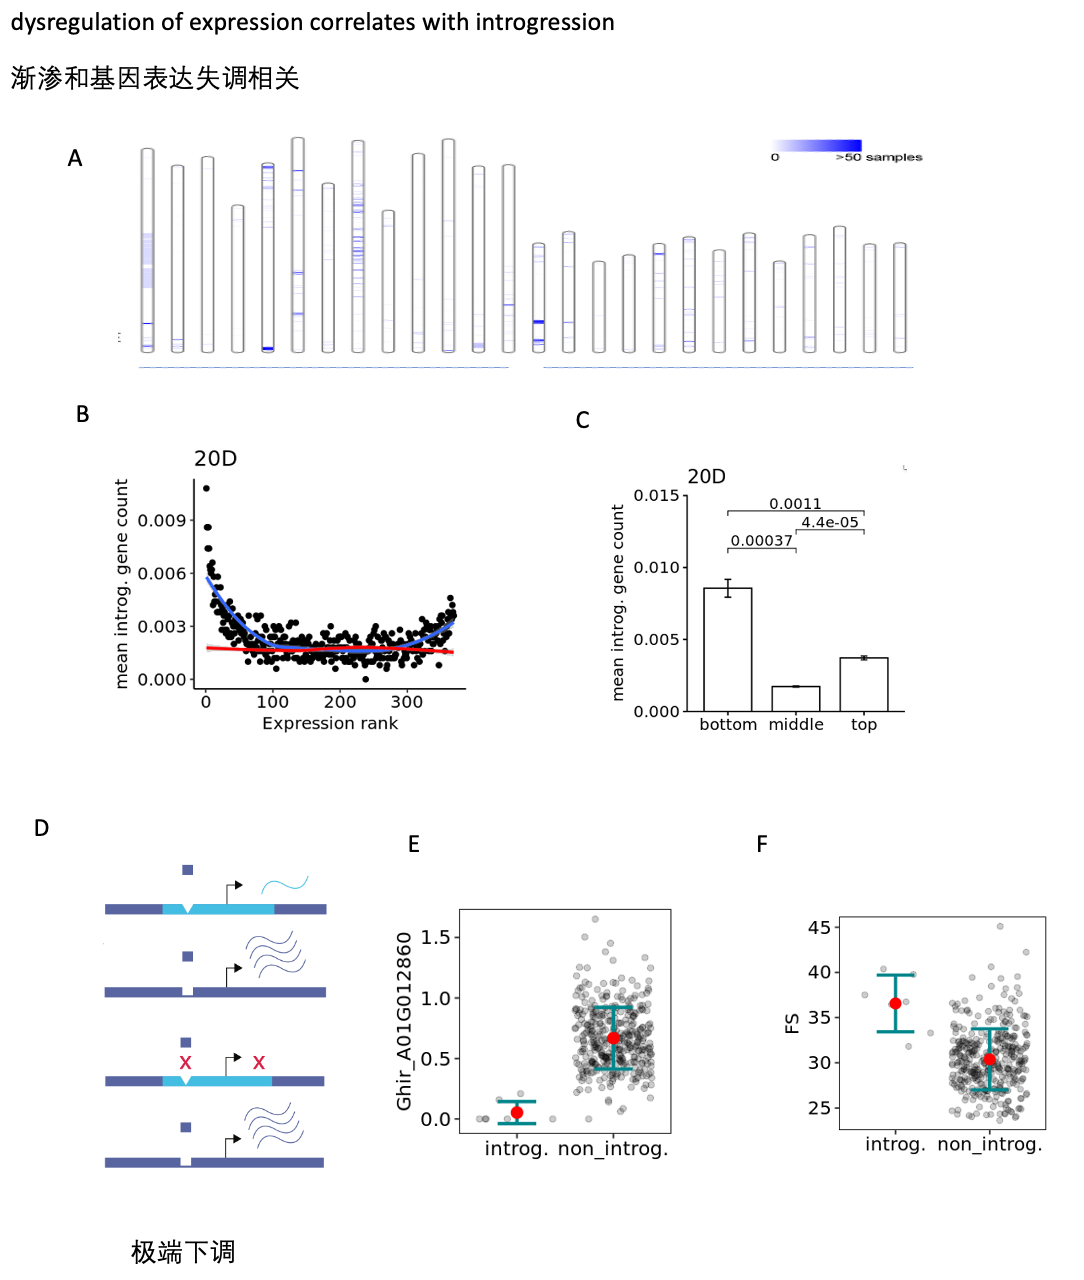 dysregulation of expression correlates with introgression
渐渗和基因表达失调相关
A
0 >50 samples
B
C
20D
mean introg. gene count
0.009
0.006
0.003
0.000
0 100 200 300
Expression rank
20D
mean introg. gene count
0.015
0.010
0.005
0.000
0.0011
4.4e-05
0.00037
bottom middle top
D
E
F
X X
Ghir_A01G012860
1.5
1.0
0.5
0.0
introg. non_introg.
FS
45
40
35
30
25
introg. non_introg.
极端下调